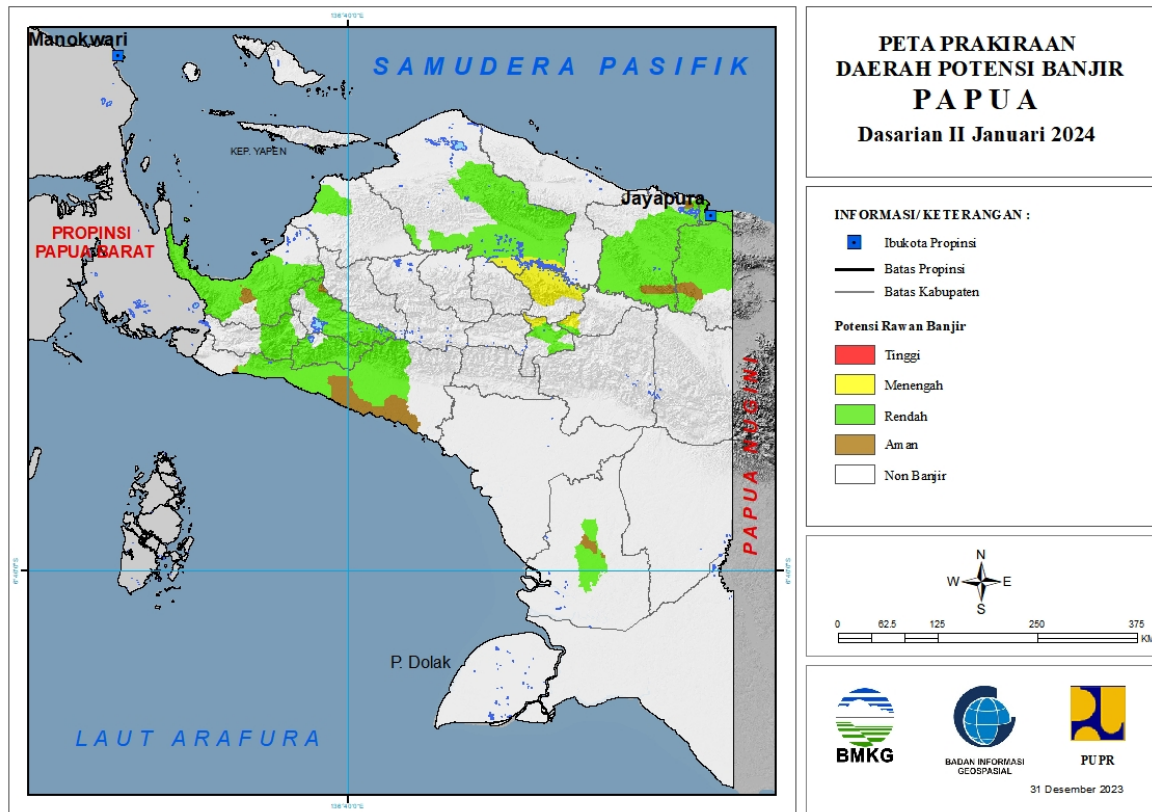 Manokwari
SAMUDERA PASIFIK
KEP. YAPEN
Jayapura
PROPINSI
PAPUA BARAT
PAPUA NUGINI
P. Dolak
LAUT ARAFURA
PETA PRAKIRAAN
DAERAH POTENSI BANJIR
PAPUA
Dasarian II Januari 2024
INFORMASI/ KETERANGAN :
Ibukota Propinsi
Batas Propinsi
Batas Kabupaten
Potensi Rawan Banjir
Tinggi
Menengah
Rendah
Aman
Non Banjir
N
W E
S
0 62.5 125 250 375
KM
BMKG
BADAN INFORMASI
GEOSPASIAL
PUPR
31 Desember 2023